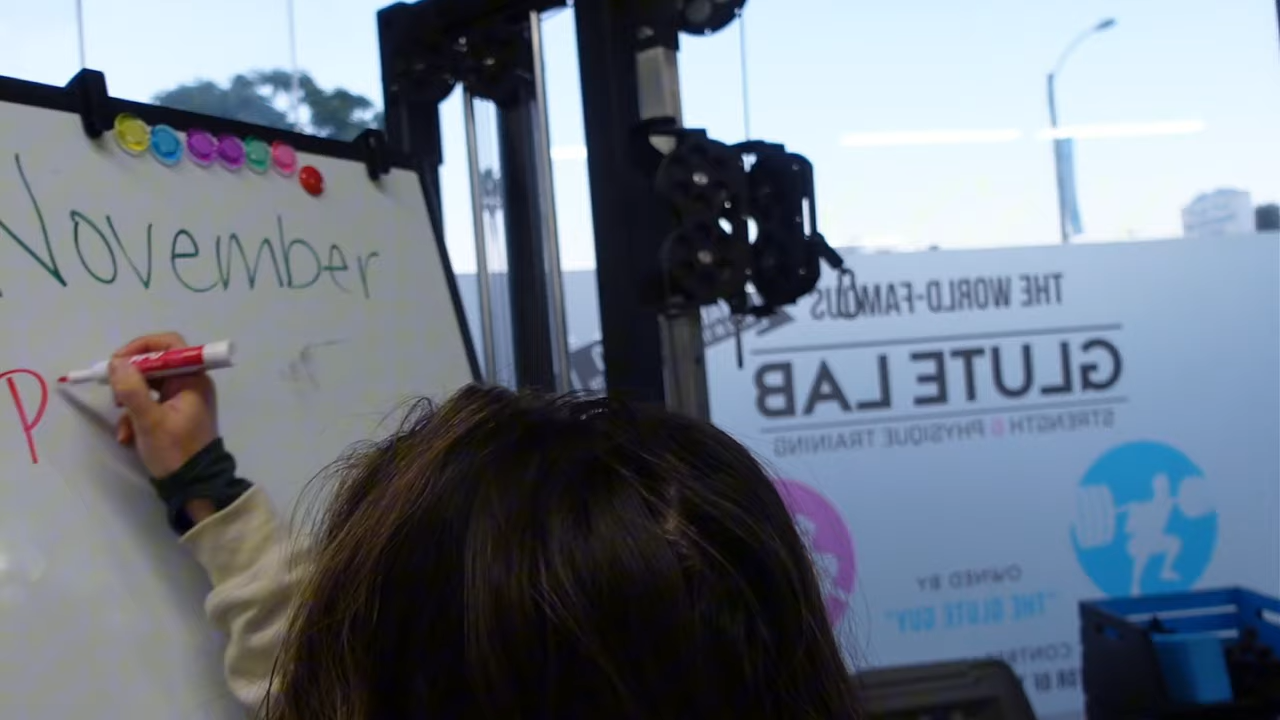 November
P
THE WORLD-FAMOUS
GLUTE LAB
STRENGTH & PHYSIQUE TRAINING
OWNED BY
"THE GLUTE GUY"